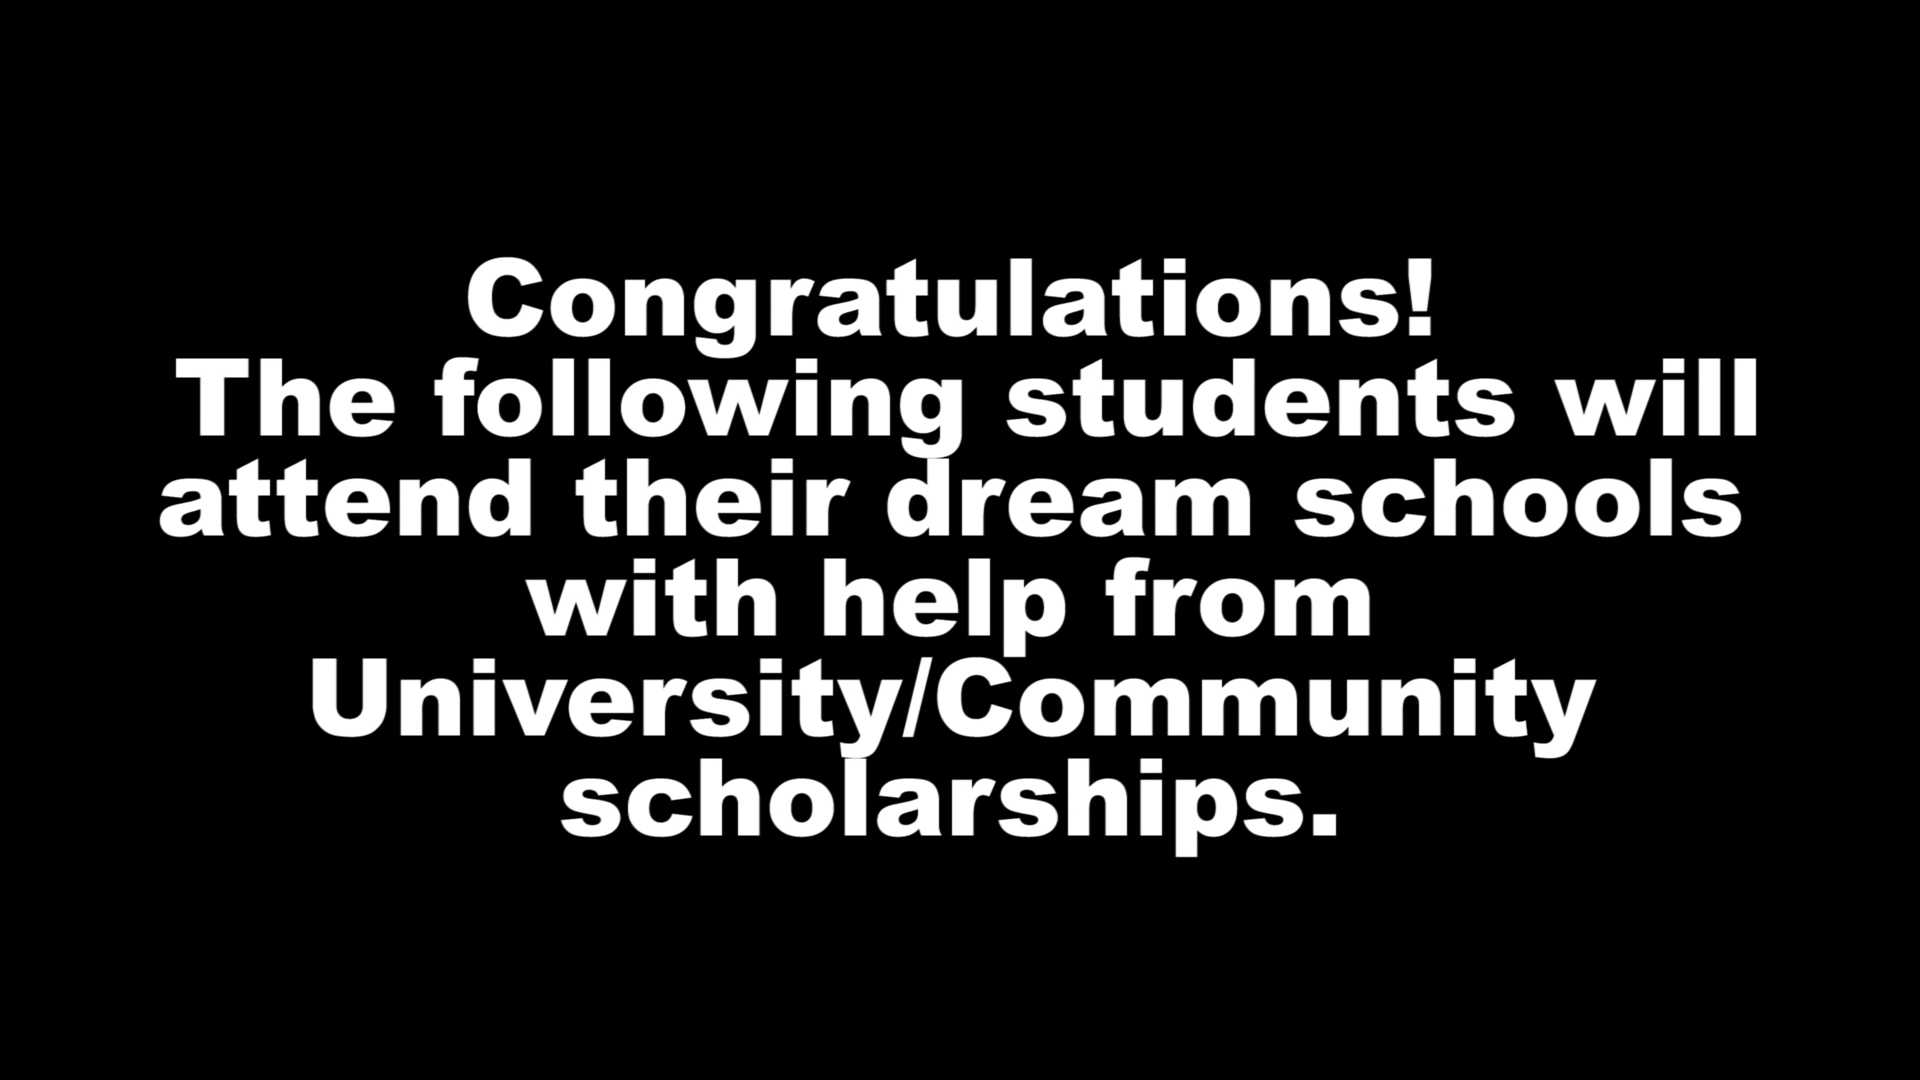 Congratulations!
The following students will
attend their dream schools
with help from
University/Community
scholarships.